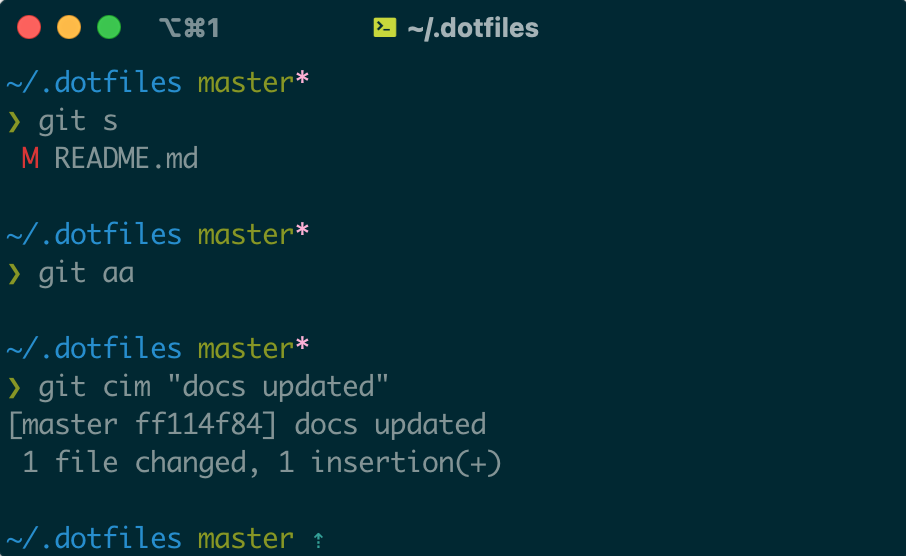 ⌥⌘1 ~/.dotfiles
~/.dotfiles master*
❯ git s
 M README.md
~/.dotfiles master*
❯ git aa
~/.dotfiles master*
❯ git cim "docs updated"
[master ff114f84] docs updated
 1 file changed, 1 insertion(+)
~/.dotfiles master ⇡